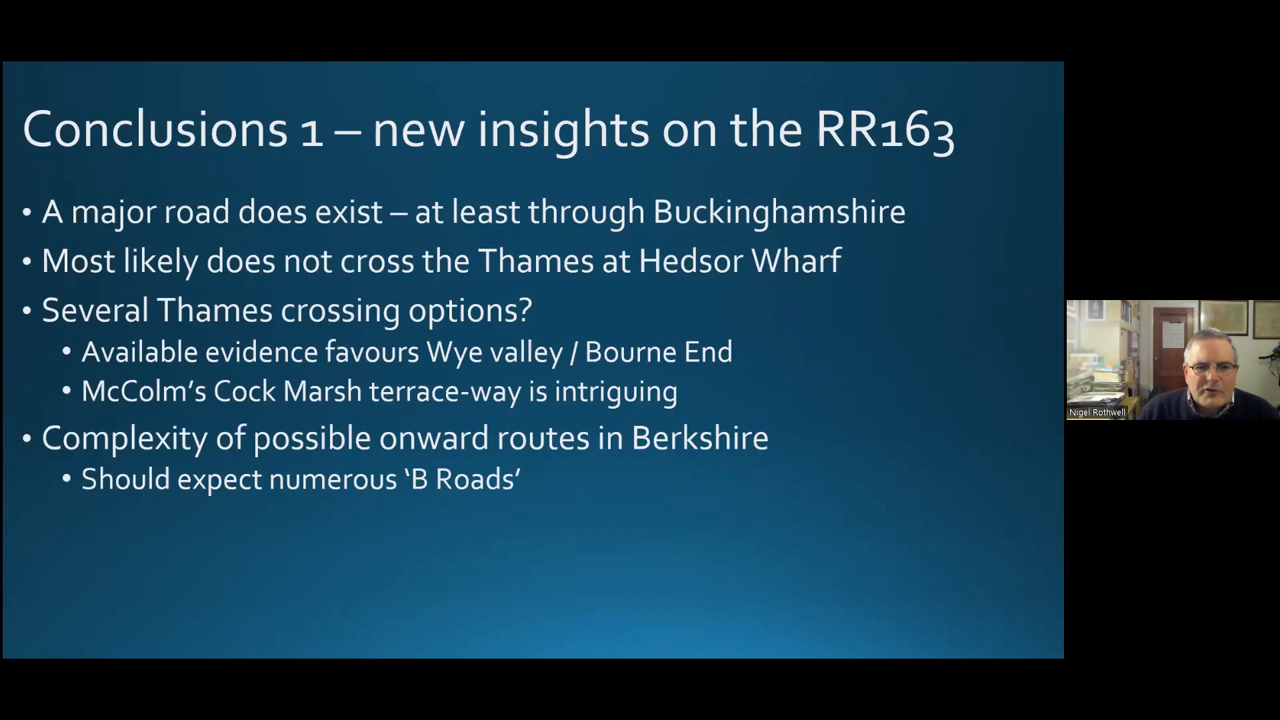 Conclusions 1 – new insights on the RR163
• A major road does exist – at least through Buckinghamshire
• Most likely does not cross the Thames at Hedsor Wharf
• Several Thames crossing options?
• Available evidence favours Wye valley / Bourne End
• McColm's Cock Marsh terrace-way is intriguing
• Complexity of possible onward routes in Berkshire
• Should expect numerous 'B Roads'
Nigel Rothwell